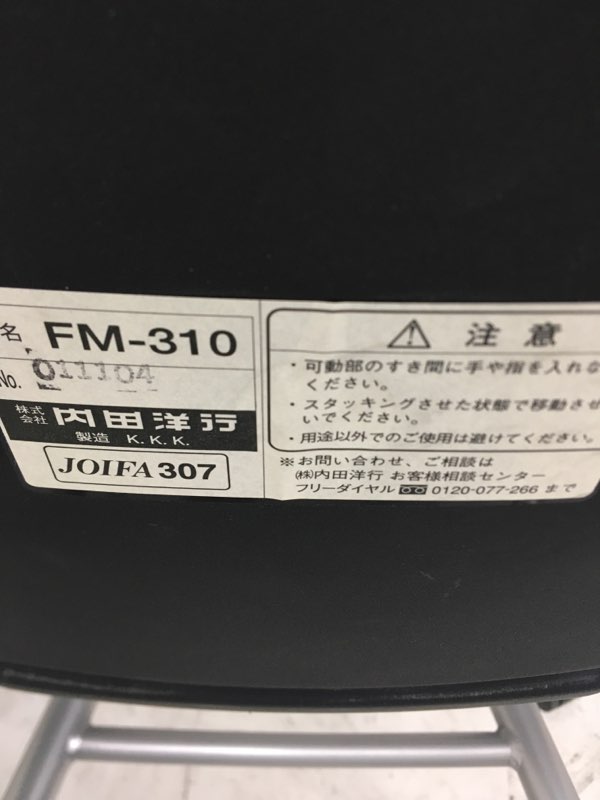 名 FM-310
No. 011104
株式会社 内田洋行
製造 K.K.K.
JOIFA 307
⚠ 注意
・可動部のすき間に手や指を入れな
ください。
・スタッキングさせた状態で移動させ
いでください。
・用途以外でのご使用は避けてください。
※お問い合わせ、ご相談は
㈱内田洋行 お客様相談センター
フリーダイヤル 0120-077-266 まで